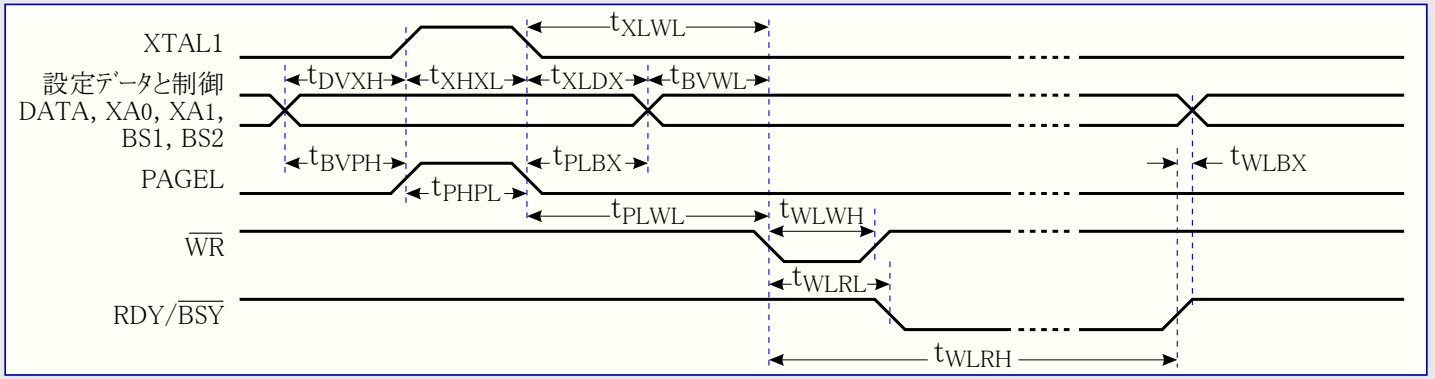 tXLWL
XTAL1
tDVXH tXHXL tXLDX tBVWL
設定データと制御
DATA, XA0, XA1,
BS1, BS2
tBVPH tPLBX tWLBX
PAGEL
tPHPL
tPLWL tWLWH
WR
tWLRL
RDY/BSY
tWLRH